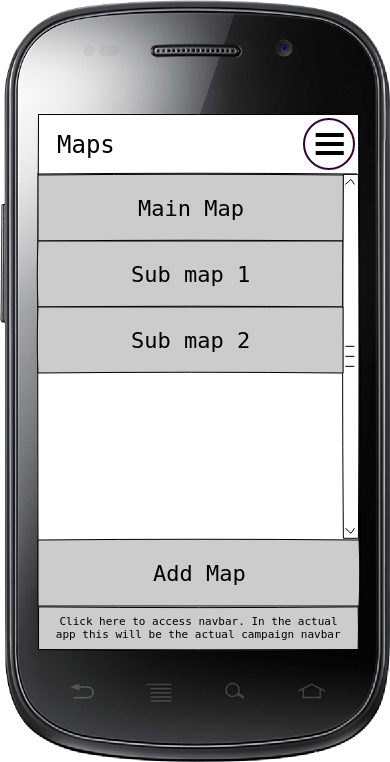 Maps
Main Map
Sub map 1
Sub map 2
Add Map
Click here to access navbar. In the actual
app this will be the actual campaign navbar